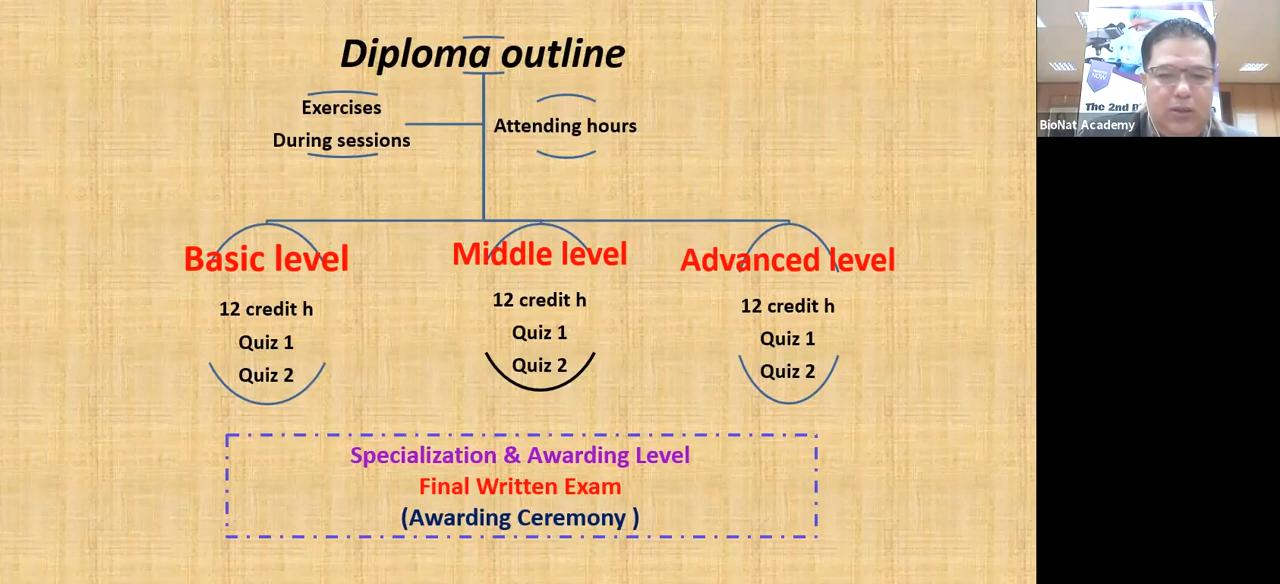 Diploma outline
Exercises
During sessions
Attending hours
Basic level
12 credit h
Quiz 1
Quiz 2
Middle level
12 credit h
Quiz 1
Quiz 2
Advanced level
12 credit h
Quiz 1
Quiz 2
Specialization & Awarding Level
Final Written Exam
(Awarding Ceremony )
NOW
The 2nd
BioNat Academy